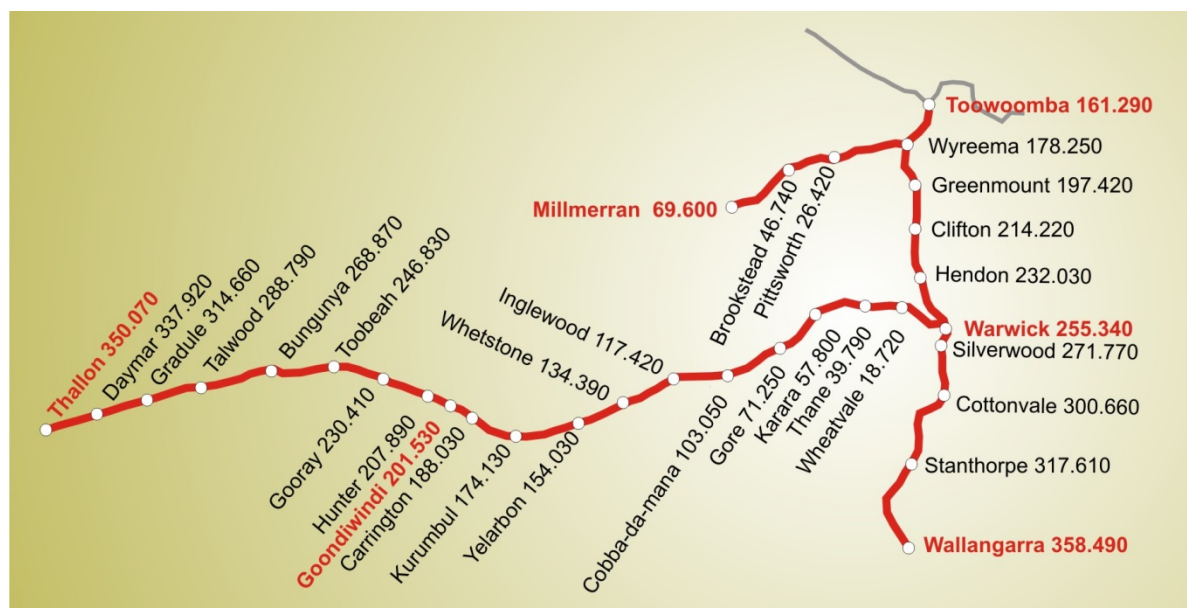 Toowoomba 161.290
Wyreema 178.250
Greenmount 197.420
Clifton 214.220
Hendon 232.030
Warwick 255.340
Silverwood 271.770
Cottonvale 300.660
Stanthorpe 317.610
Wallangarra 358.490
Millmerran 69.600
Brookstead 46.740
Pittsworth 26.420
Thallon 350.070
Daymar 337.920
Gradule 314.660
Talwood 288.790
Bungunya 268.870
Toobeah 246.830
Gooray 230.410
Hunter 207.890
Goondiwindi 201.530
Carrington 188.030
Kurumbul 174.130
Yelarbon 154.030
Whetstone 134.390
Inglewood 117.420
Cobba-da-mana 103.050
Gore 71.250
Karara 57.800
Thane 39.790
Wheatvale 18.720